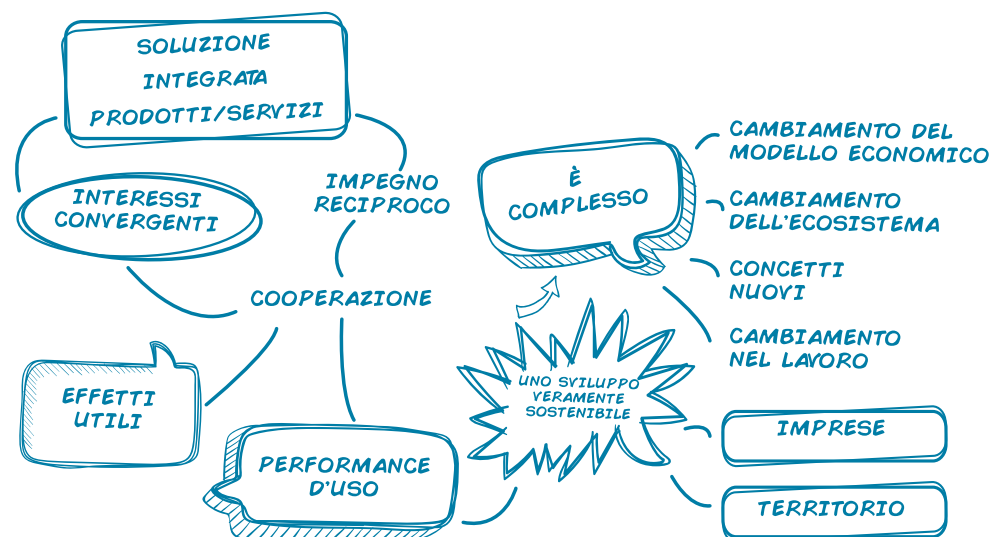 SOLUZIONE
INTEGRATA
PRODOTTI/SERVIZI
INTERESSI
CONVERGENTI
IMPEGNO
RECIPROCO
COOPERAZIONE
EFFETTI
UTILI
PERFORMANCE
D'USO
È
COMPLESSO
CAMBIAMENTO DEL
MODELLO ECONOMICO
CAMBIAMENTO
DELL'ECOSISTEMA
CONCETTI
NUOVI
CAMBIAMENTO
NEL LAVORO
UNO SVILUPPO
VERAMENTE
SOSTENIBILE
IMPRESE
TERRITORIO